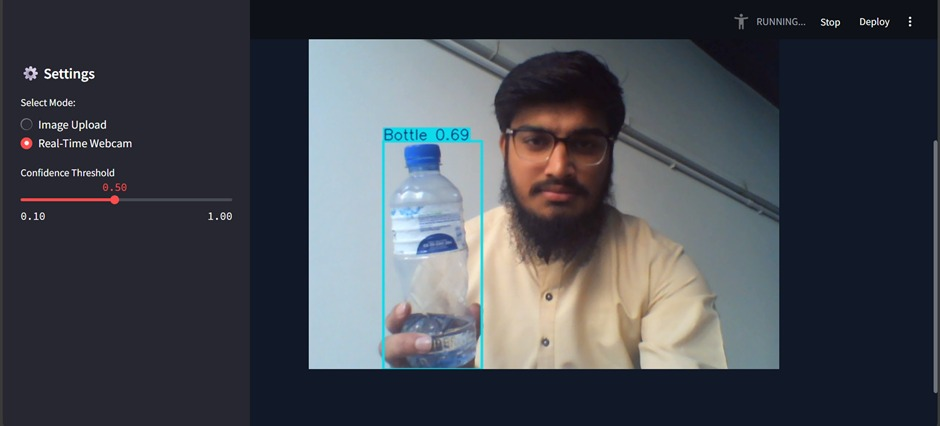 Settings
Select Mode:
Image Upload
Real-Time Webcam
Confidence Threshold
0.50
0.10 1.00
RUNNING...
Stop
Deploy
Bottle 0.69